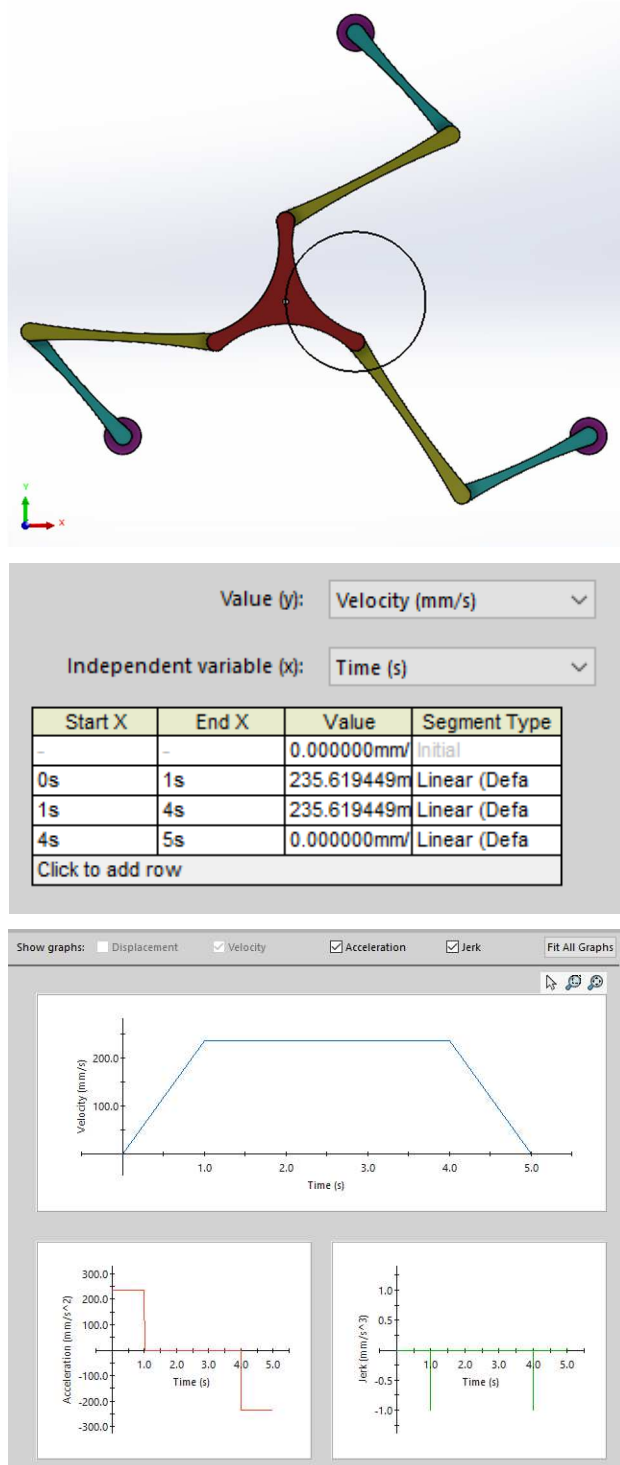 Y
X
Value (y): Velocity (mm/s)
Independent variable (x): Time (s)
Start X End X Value Segment Type
- - 0.000000mm/ Initial
0s 1s 235.619449m Linear (Defa
1s 4s 235.619449m Linear (Defa
4s 5s 0.000000mm/ Linear (Defa
Click to add row
Show graphs: Displacement Velocity Acceleration Jerk Fit All Graphs
Velocity (mm/s)
200.0
100.0
1.0 2.0 3.0 4.0 5.0
Time (s)
Acceleration (mm/s^2)
300.0
200.0
100.0
1.0 2.0 3.0 4.0 5.0
Time (s)
-100.0
-200.0
-300.0
Jerk (mm/s^3)
1.0
0.5
1.0 2.0 3.0 4.0 5.0
Time (s)
-0.5
-1.0